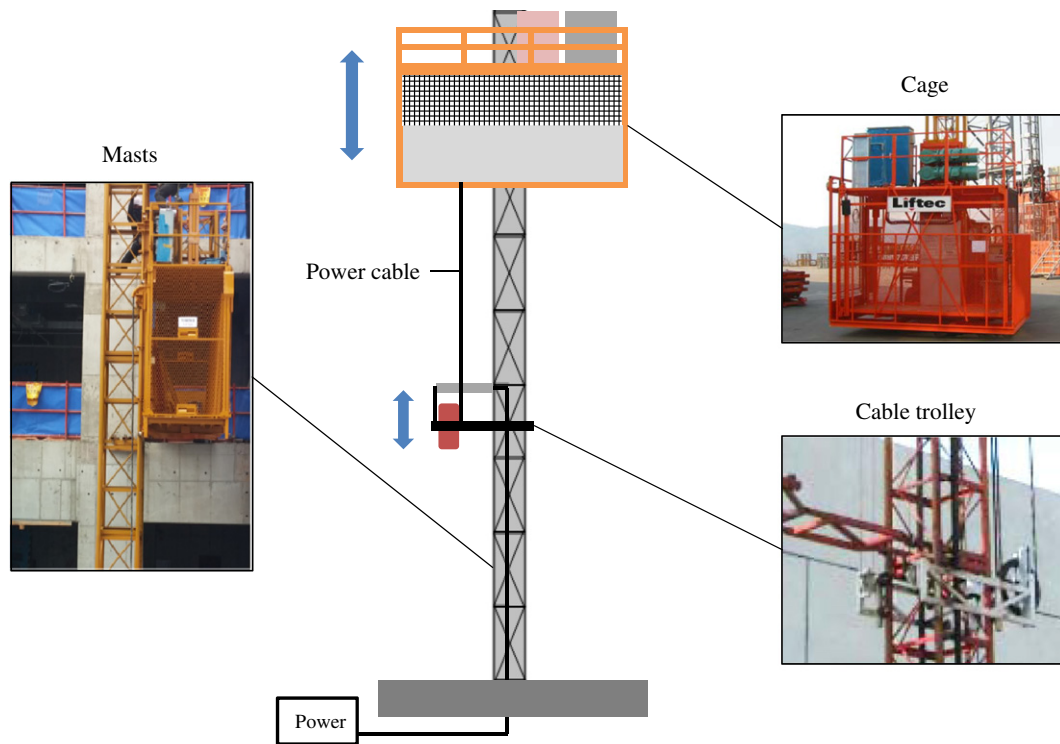 Cage
Masts
Liftec
Power cable
Cable trolley
Power